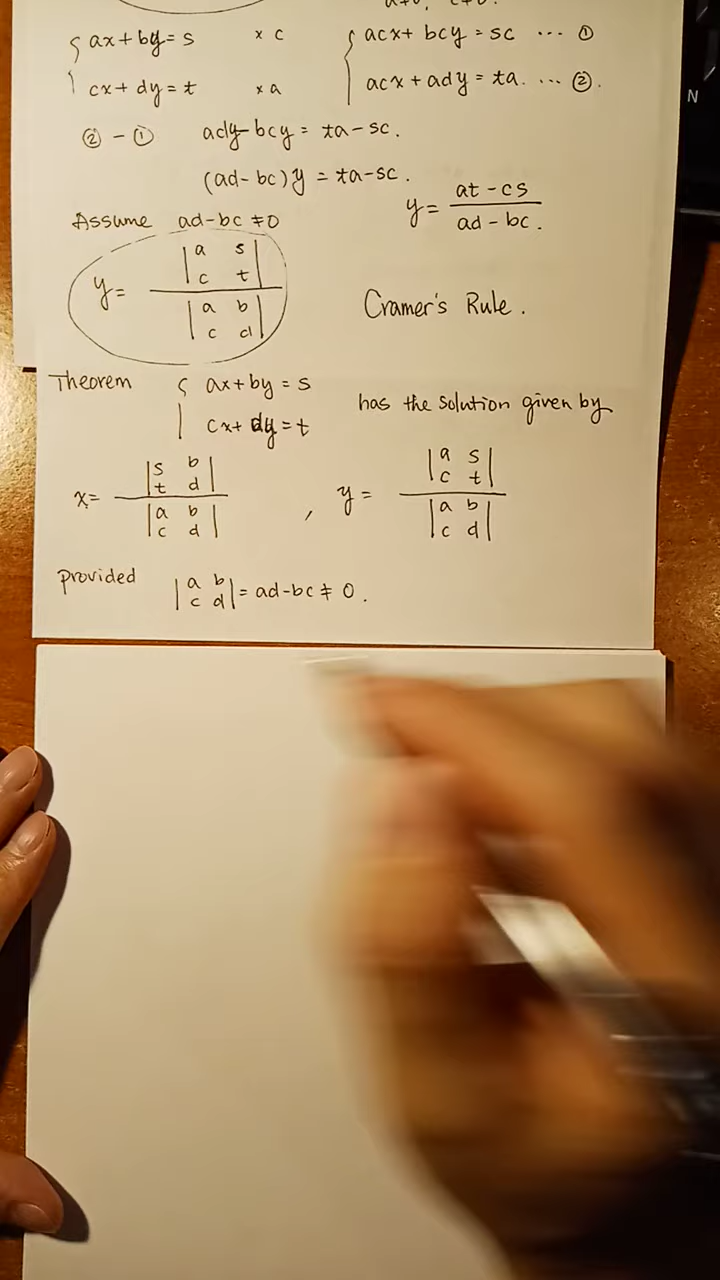 { ax + by = s × c { acx + bcy = sc ... ①
cx + dy = t × a acx + ady = ta. ... ②.
② - ① ady - bcy = ta - sc.
(ad - bc) y = ta - sc.
Assume ad - bc ≠ 0 y = at - cs / ad - bc.
y = |a s| / |a b|
|c t| |c d|
Cramer's Rule.
Theorem { ax + by = s
cx + dy = t has the solution given by
x = |s b| / |a b| , y = |a s| / |a b|
|t d| |c d| |c t| |c d|
provided |a b| = ad - bc ≠ 0.
|c d|
N